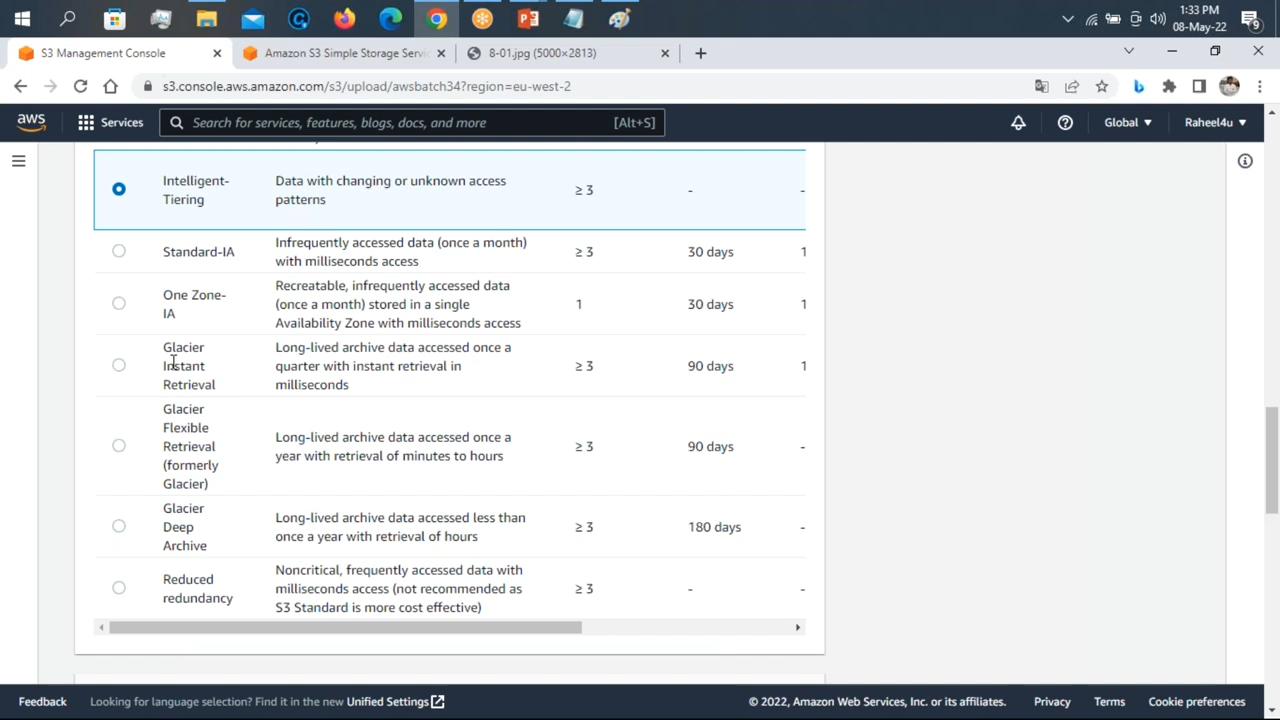 1:33 PM
08-May-22
9
S3 Management Console
Amazon S3 Simple Storage Servic
8-01.jpg (5000×2813)
s3.console.aws.amazon.com/s3/upload/awsbatch34?region=eu-west-2
aws
Services
Search for services, features, blogs, docs, and more
[Alt+S]
Global
Raheel4u
Intelligent-
Tiering
Data with changing or unknown access
patterns
≥ 3
-
-
Standard-IA
Infrequently accessed data (once a month)
with milliseconds access
≥ 3
30 days
1
One Zone-
IA
Recreatable, infrequently accessed data
(once a month) stored in a single
Availability Zone with milliseconds access
1
30 days
1
Glacier
Instant
Retrieval
Long-lived archive data accessed once a
quarter with instant retrieval in
milliseconds
≥ 3
90 days
1
Glacier
Flexible
Retrieval
(formerly
Glacier)
Long-lived archive data accessed once a
year with retrieval of minutes to hours
≥ 3
90 days
-
Glacier
Deep
Archive
Long-lived archive data accessed less than
once a year with retrieval of hours
≥ 3
180 days
-
Reduced
redundancy
Noncritical, frequently accessed data with
milliseconds access (not recommended as
S3 Standard is more cost effective)
≥ 3
-
-
Feedback
Looking for language selection? Find it in the new Unified Settings
© 2022, Amazon Web Services, Inc. or its affiliates.
Privacy
Terms
Cookie preferences